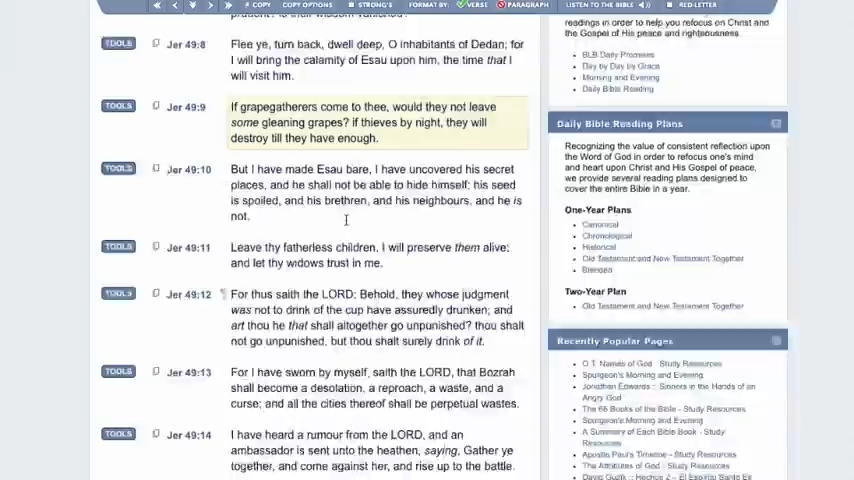 COPY COPY OPTIONS STRONG'S FORMAT BY: VERSE PARAGRAPH LISTEN TO THE BIBLE RED-LETTER
TOOLS Jer 49:8 Flee ye, turn back, dwell deep, O inhabitants of Dedan; for
I will bring the calamity of Esau upon him, the time that I
will visit him.
TOOLS Jer 49:9 If grapegatherers come to thee, would they not leave
some gleaning grapes? if thieves by night, they will
destroy till they have enough.
TOOLS Jer 49:10 But I have made Esau bare, I have uncovered his secret
places, and he shall not be able to hide himself: his seed
is spoiled, and his brethren, and his neighbours, and he is
not.
TOOLS Jer 49:11 Leave thy fatherless children, I will preserve them alive;
and let thy widows trust in me.
TOOLS Jer 49:12 ¶ For thus saith the LORD; Behold, they whose judgment
was not to drink of the cup have assuredly drunken; and
art thou he that shall altogether go unpunished? thou shalt
not go unpunished, but thou shalt surely drink of it.
TOOLS Jer 49:13 For I have sworn by myself, saith the LORD, that Bozrah
shall become a desolation, a reproach, a waste, and a
curse; and all the cities thereof shall be perpetual wastes.
TOOLS Jer 49:14 I have heard a rumour from the LORD, and an
ambassador is sent unto the heathen, saying, Gather ye
together, and come against her, and rise up to the battle.
readings in order to help you refocus on Christ and
the Gospel of His peace and righteousness.
BLB Daily Promises
Day by Day by Grace
Morning and Evening
Daily Bible Reading
Daily Bible Reading Plans
Recognizing the value of consistent reflection upon
the Word of God in order to refocus one's mind
and heart upon Christ and His Gospel of peace,
we provide several reading plans designed to
cover the entire Bible in a year.
One-Year Plans
Canonical
Chronological
Historical
Old Testament and New Testament Together
Blended
Two-Year Plan
Old Testament and New Testament Together
Recently Popular Pages
O.T. Names of God - Study Resources
Spurgeon's Morning and Evening
Jonathan Edwards :: Sinners in the Hands of an
Angry God
The 66 Books of the Bible - Study Resources
Spurgeon's Morning and Evening
A Summary of Each Bible Book - Study
Resources
Apostle Paul's Timeline - Study Resources
The Attributes of God - Study Resources
David Guzik :: Hechos 2 – El Espíritu Santo Es